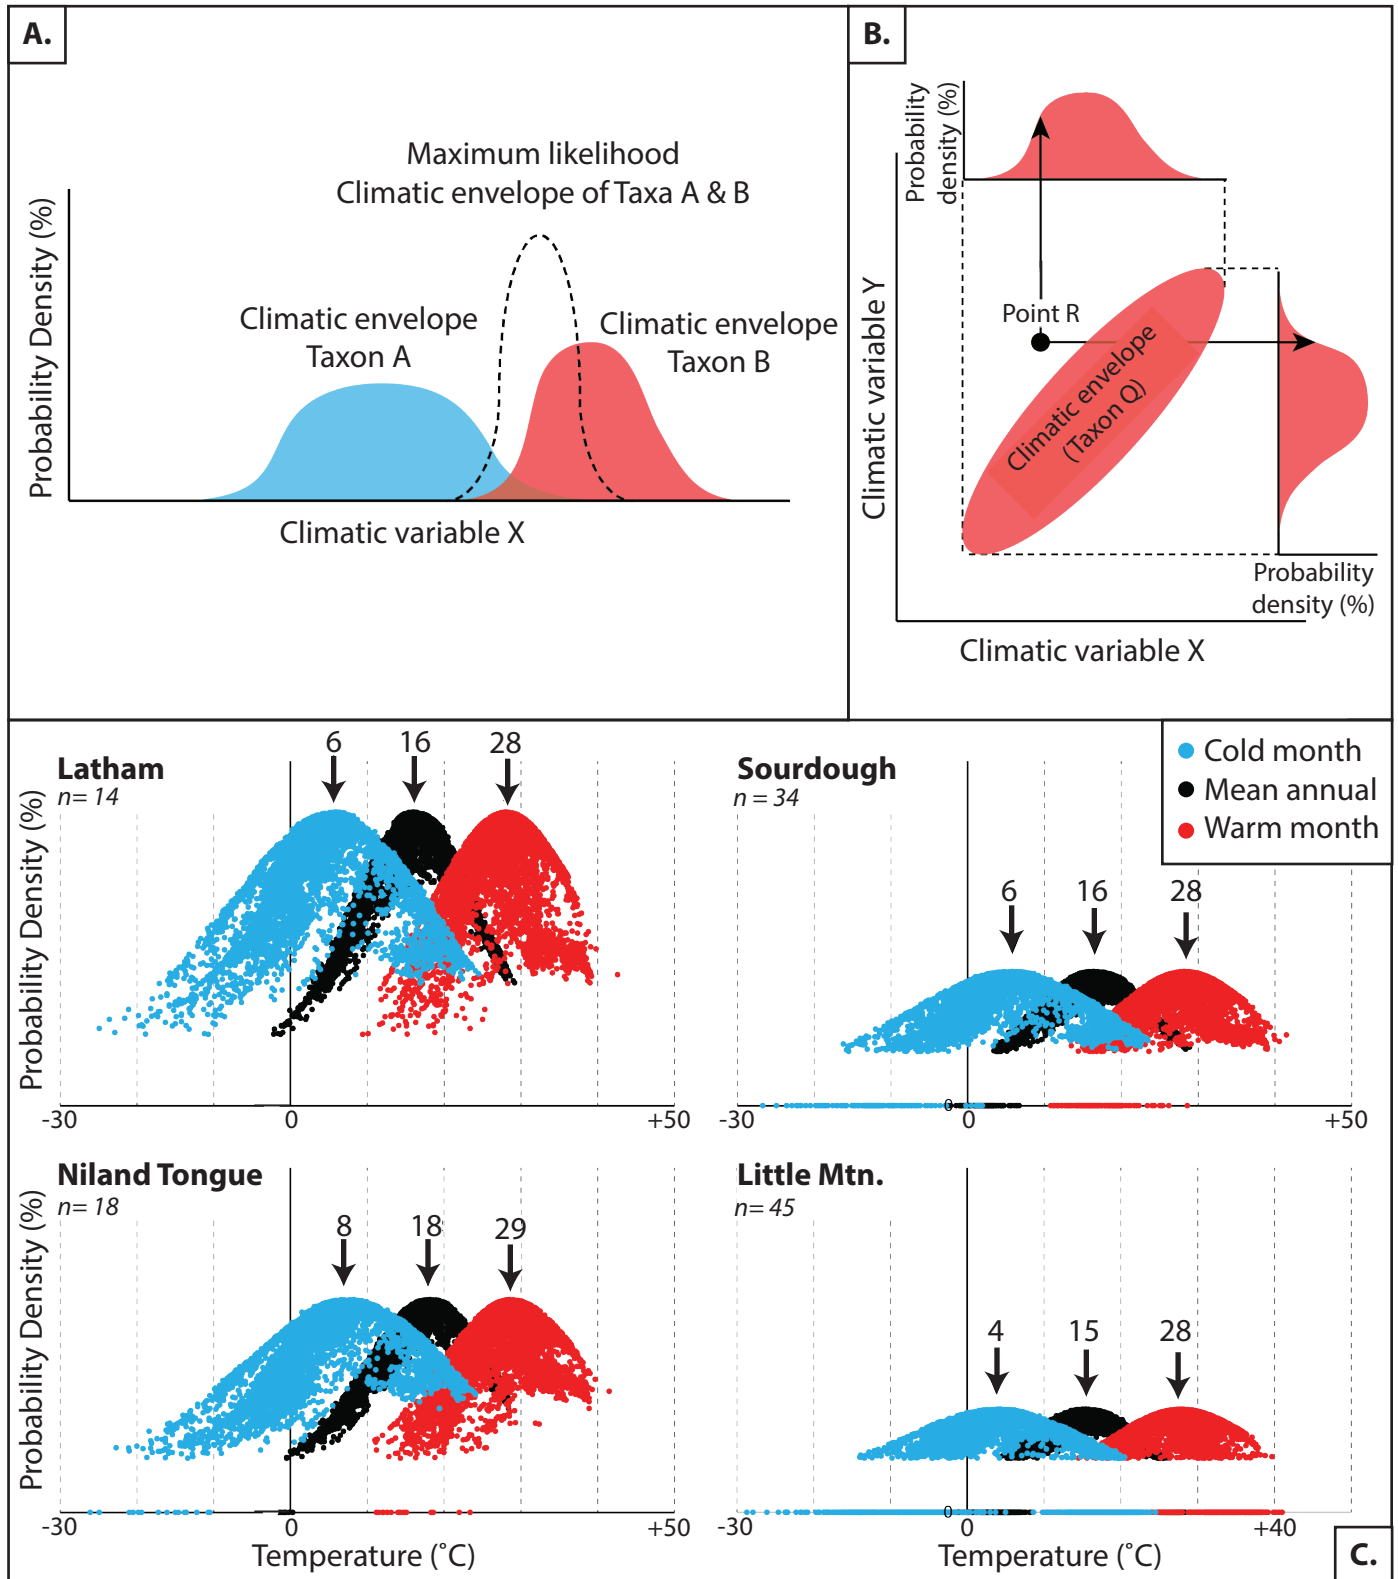 A.
Probability Density (%)
Maximum likelihood
Climatic envelope of Taxa A & B
Climatic envelope
Taxon A
Climatic envelope
Taxon B
Climatic variable X
B.
Probability
density (%)
Climatic variable Y
Point R
Climatic envelope
(Taxon Q)
Probability
density (%)
Climatic variable X
Cold month
Mean annual
Warm month
Latham
n= 14
6 16 28
Probability Density (%)
-30 0 +50
Sourdough
n = 34
6 16 28
0
-30 0 +50
Niland Tongue
n= 18
8 18 29
Probability Density (%)
-30 0 +50
Temperature (˚C)
Little Mtn.
n= 45
4 15 28
0
-30 0 +40
Temperature (˚C)
C.